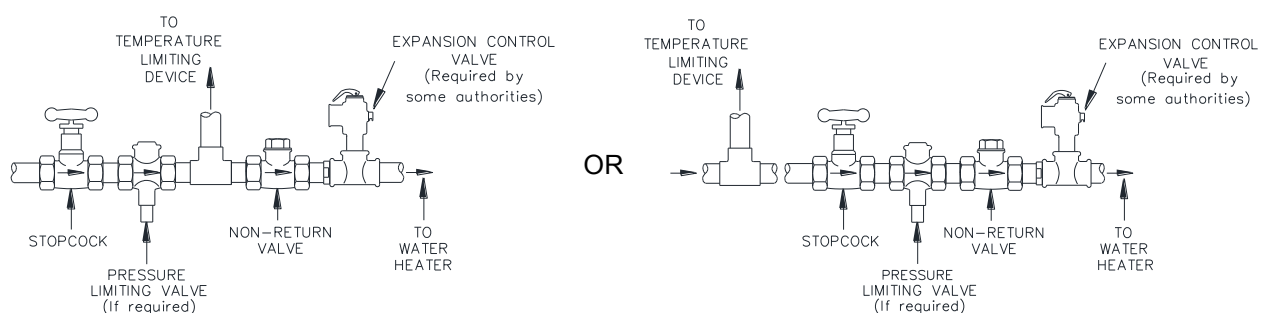 TO
TEMPERATURE
LIMITING
DEVICE
EXPANSION CONTROL
VALVE
(Required by
some authorities)
STOPCOCK
PRESSURE
LIMITING VALVE
(If required)
NON-RETURN
VALVE
TO
WATER
HEATER
OR
TO
TEMPERATURE
LIMITING
DEVICE
EXPANSION CONTROL
VALVE
(Required by
some authorities)
STOPCOCK
PRESSURE
LIMITING VALVE
(If required)
NON-RETURN
VALVE
TO
WATER
HEATER